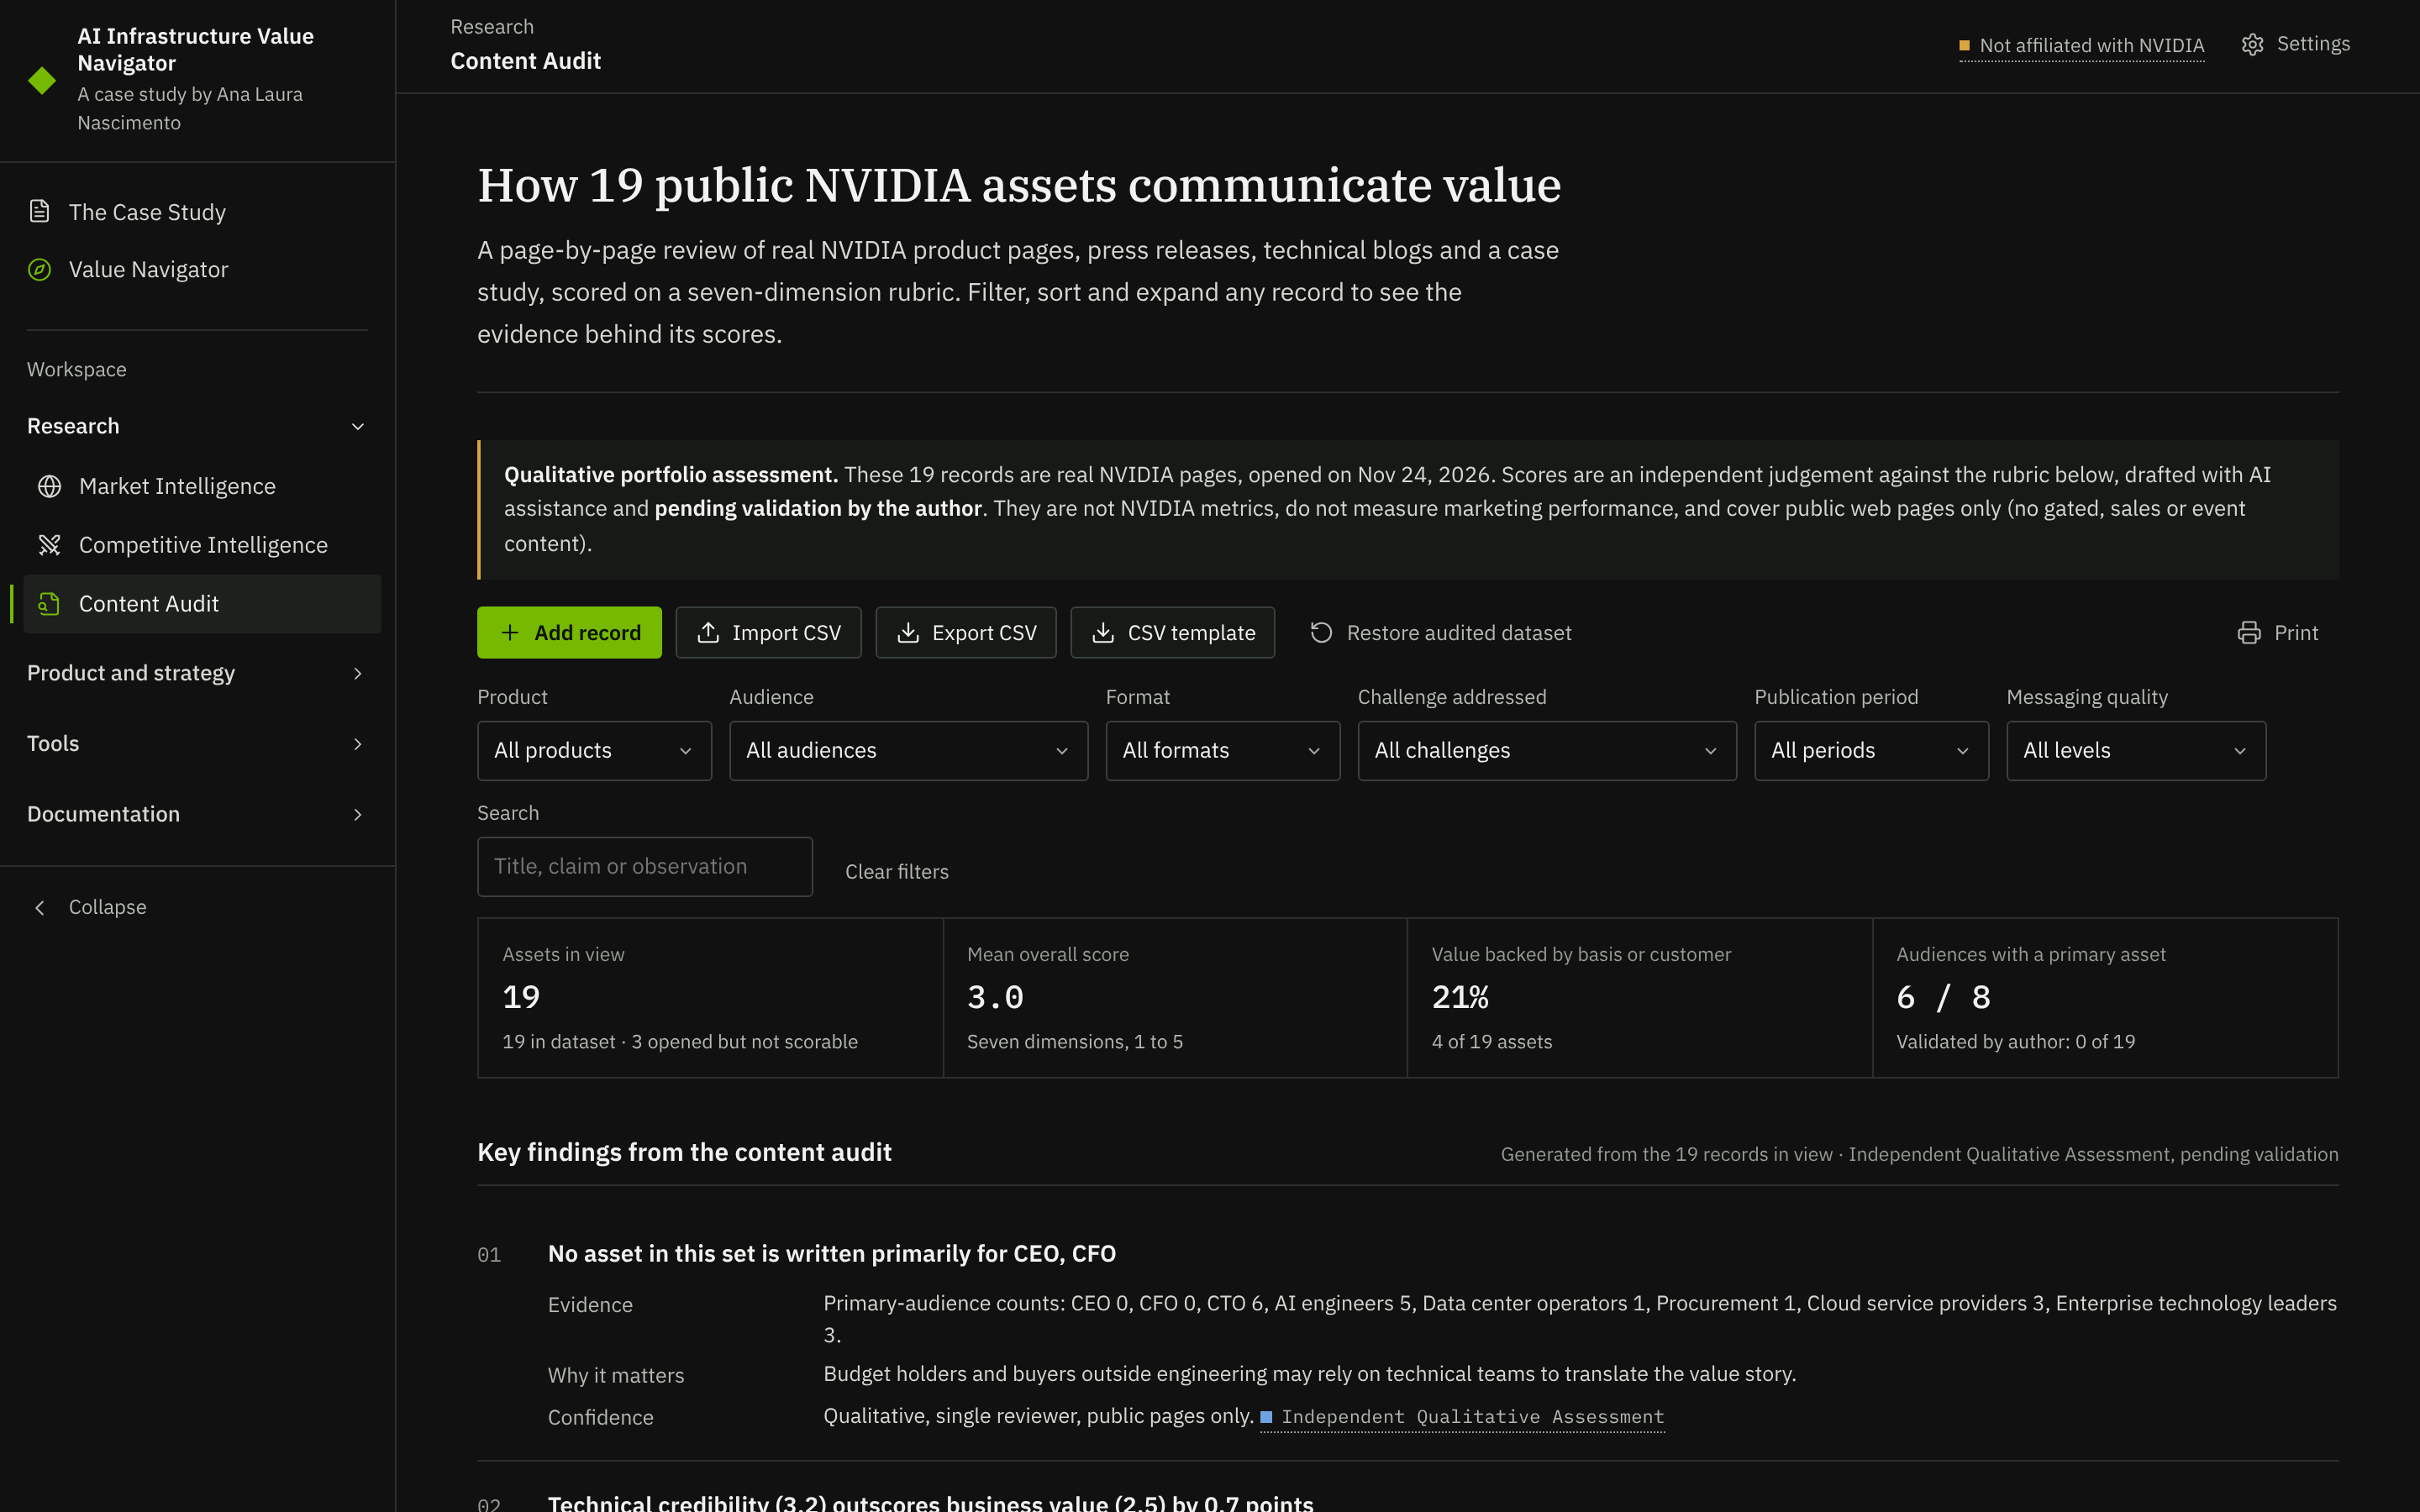 AI Infrastructure Value
Navigator
A case study by Ana Laura
Nascimento
The Case Study
Value Navigator
Workspace
Research
Market Intelligence
Competitive Intelligence
Content Audit
Product and strategy
Tools
Documentation
Collapse
Research
Content Audit
Not affiliated with NVIDIA
Settings
How 19 public NVIDIA assets communicate value
A page-by-page review of real NVIDIA product pages, press releases, technical blogs and a case
study, scored on a seven-dimension rubric. Filter, sort and expand any record to see the
evidence behind its scores.
Qualitative portfolio assessment. These 19 records are real NVIDIA pages, opened on Nov 24, 2026. Scores are an independent judgement against the rubric below, drafted with AI
assistance and pending validation by the author. They are not NVIDIA metrics, do not measure marketing performance, and cover public web pages only (no gated, sales or event
content).
Add record
Import CSV
Export CSV
CSV template
Restore audited dataset
Print
Product
Audience
Format
Challenge addressed
Publication period
Messaging quality
All products
All audiences
All formats
All challenges
All periods
All levels
Search
Title, claim or observation
Clear filters
Assets in view
19
19 in dataset · 3 opened but not scorable
Mean overall score
3.0
Seven dimensions, 1 to 5
Value backed by basis or customer
21%
4 of 19 assets
Audiences with a primary asset
6 / 8
Validated by author: 0 of 19
Key findings from the content audit
Generated from the 19 records in view · Independent Qualitative Assessment, pending validation
01
No asset in this set is written primarily for CEO, CFO
Evidence
Primary-audience counts: CEO 0, CFO 0, CTO 6, AI engineers 5, Data center operators 1, Procurement 1, Cloud service providers 3, Enterprise technology leaders
3.
Why it matters
Budget holders and buyers outside engineering may rely on technical teams to translate the value story.
Confidence
Qualitative, single reviewer, public pages only. Independent Qualitative Assessment
02
Technical credibility (3.2) outscores business value (2.5) by 0.7 points